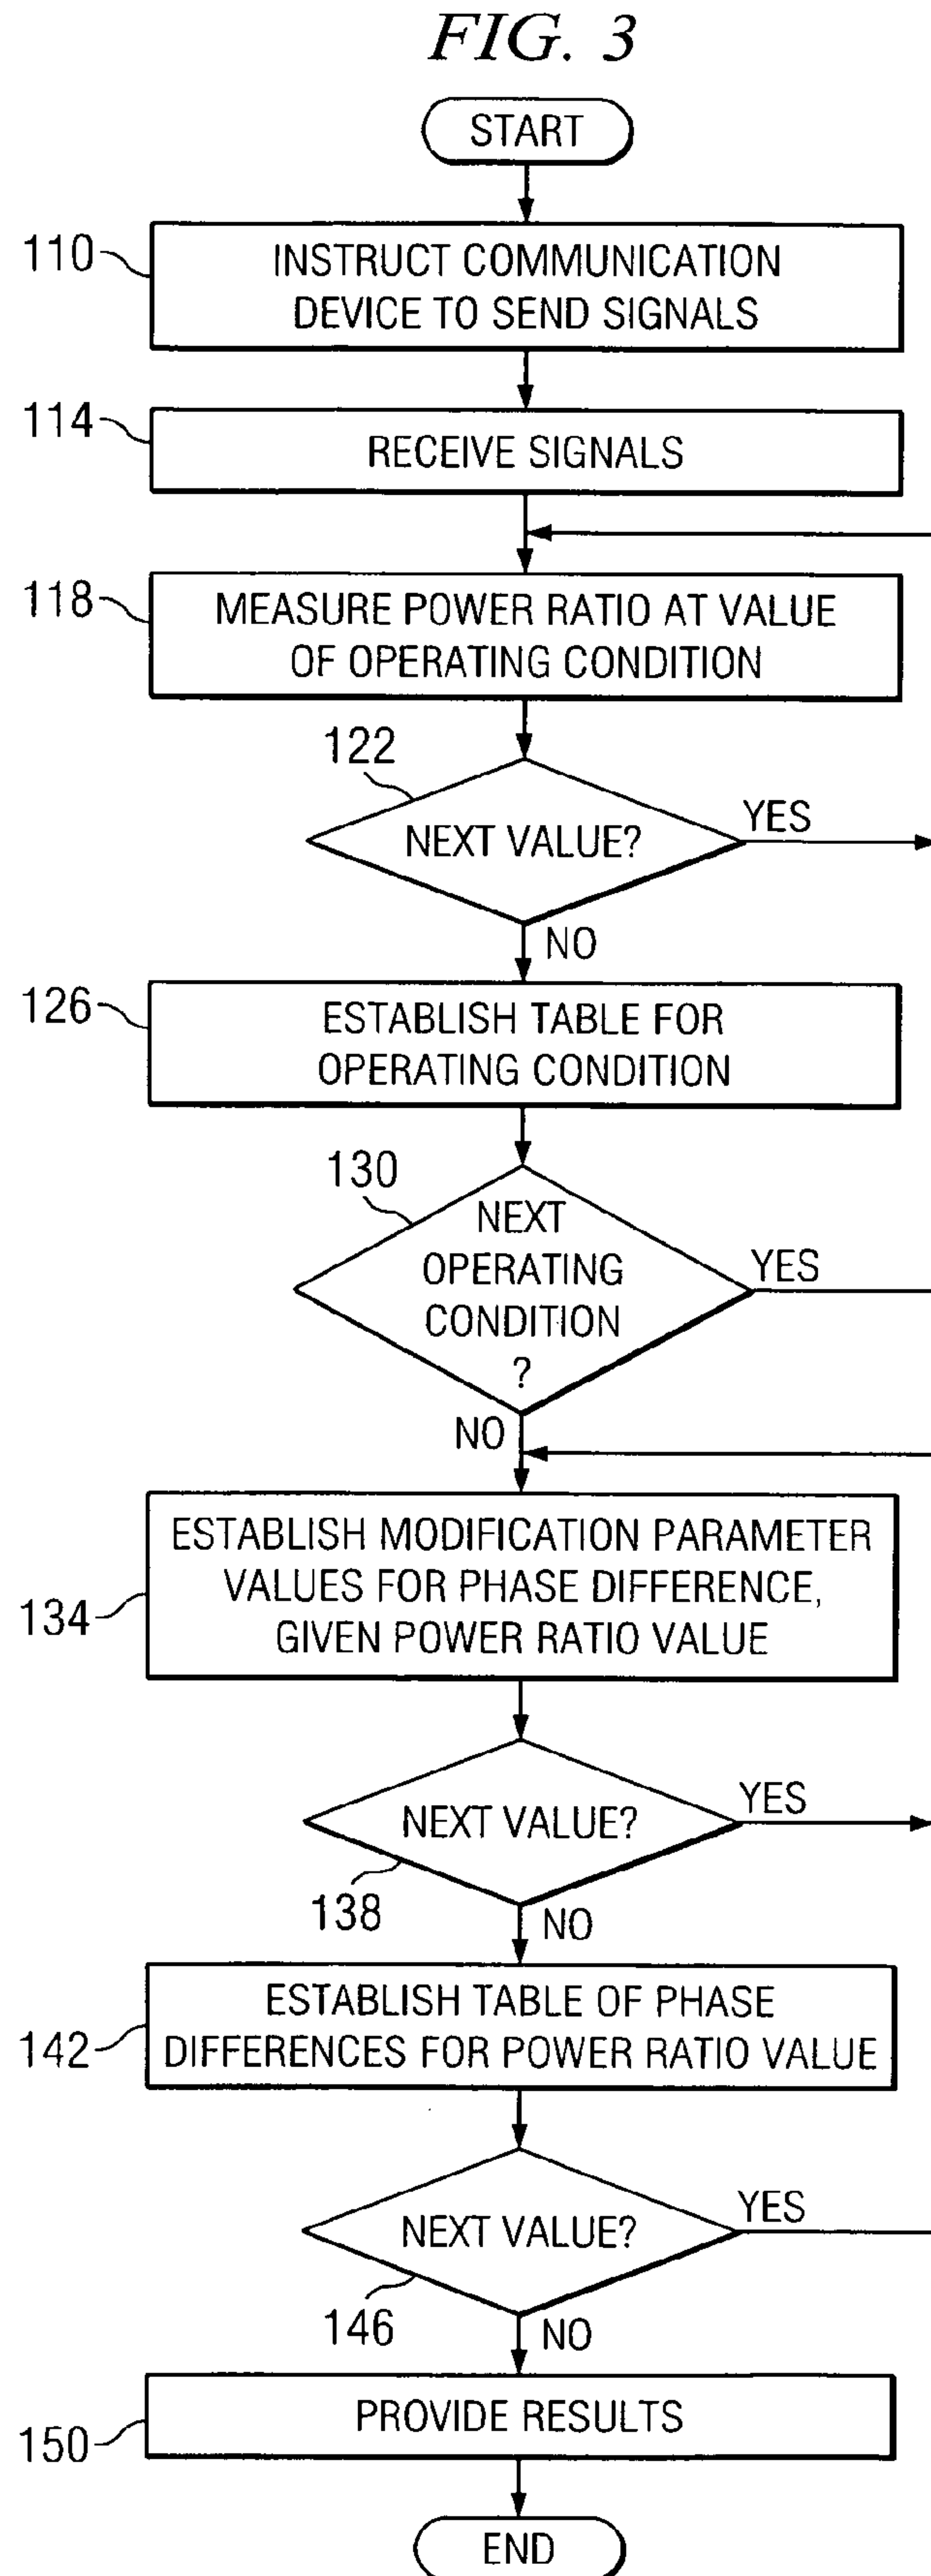 FIG. 3
START
110
INSTRUCT COMMUNICATION
DEVICE TO SEND SIGNALS
114
RECEIVE SIGNALS
118
MEASURE POWER RATIO AT VALUE
OF OPERATING CONDITION
122
NEXT VALUE?
YES
NO
126
ESTABLISH TABLE FOR
OPERATING CONDITION
130
NEXT
OPERATING
CONDITION
?
YES
NO
134
ESTABLISH MODIFICATION PARAMETER
VALUES FOR PHASE DIFFERENCE,
GIVEN POWER RATIO VALUE
NEXT VALUE?
YES
138
NO
142
ESTABLISH TABLE OF PHASE
DIFFERENCES FOR POWER RATIO VALUE
NEXT VALUE?
YES
146
NO
150
PROVIDE RESULTS
END